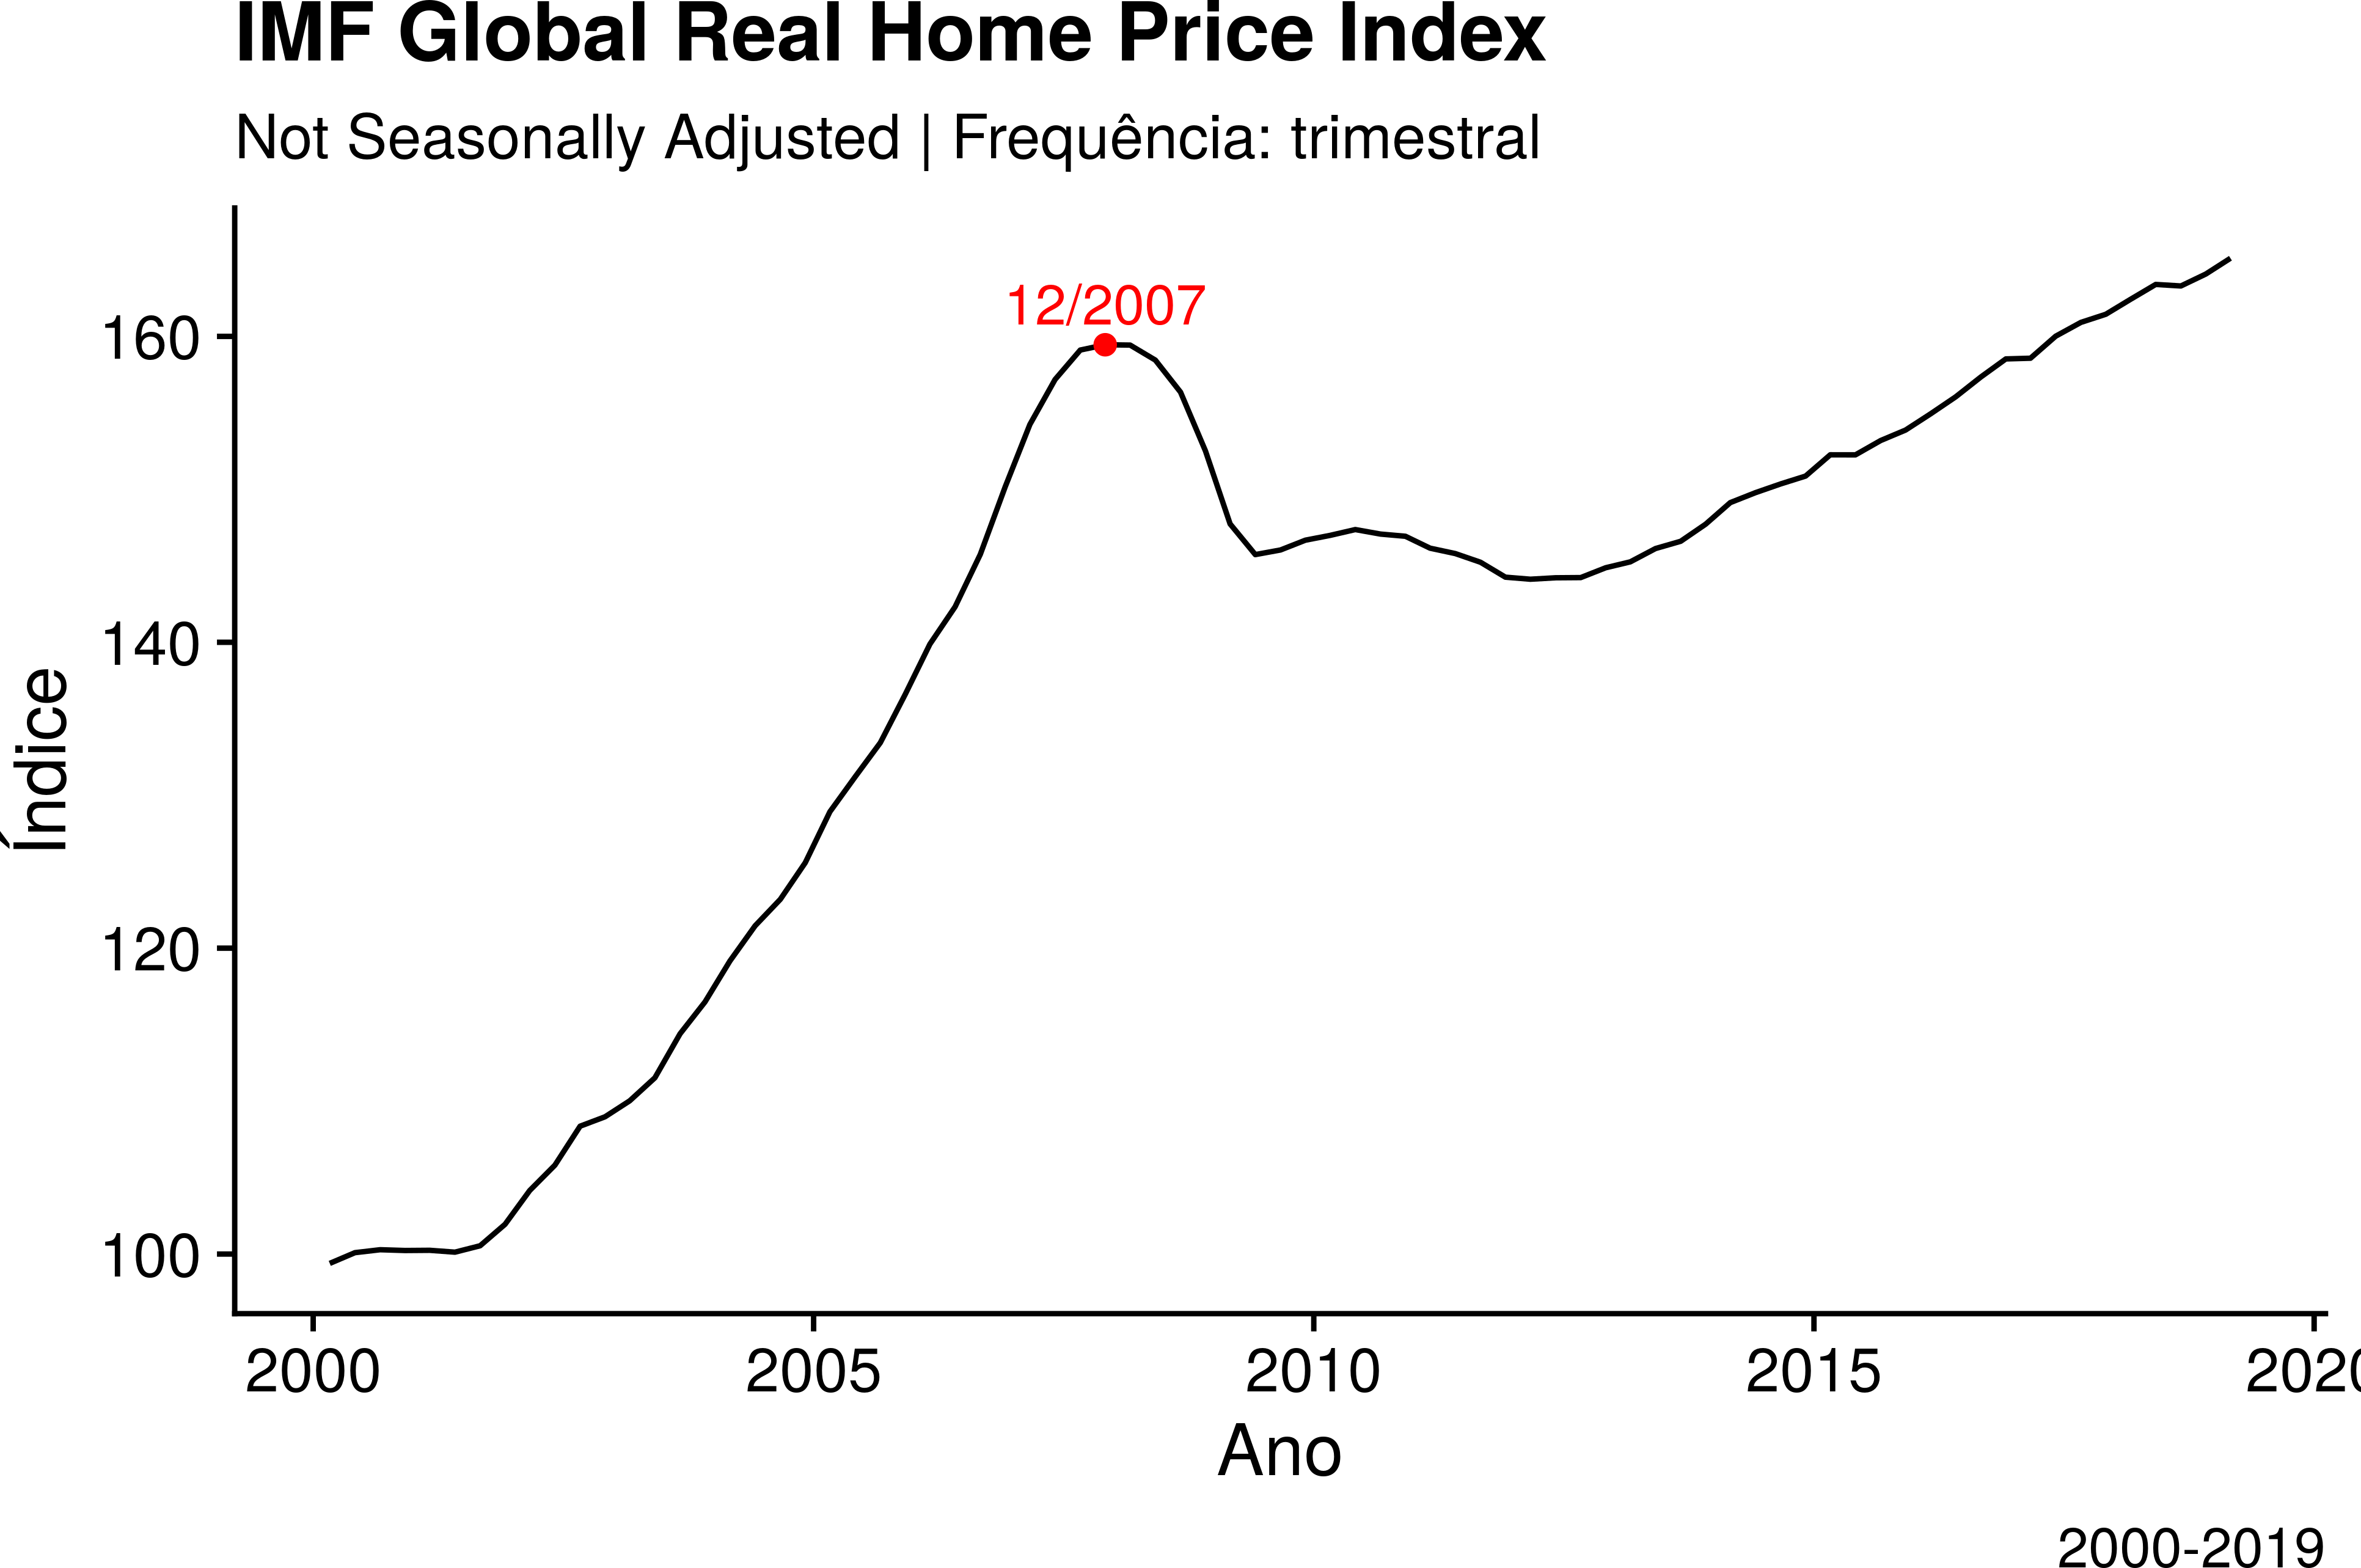 IMF Global Real Home Price Index
Not Seasonally Adjusted | Frequência: trimestral
12/2007
160
140
120
100
Índice
2000 2005 2010 2015 2020
Ano
2000-2019